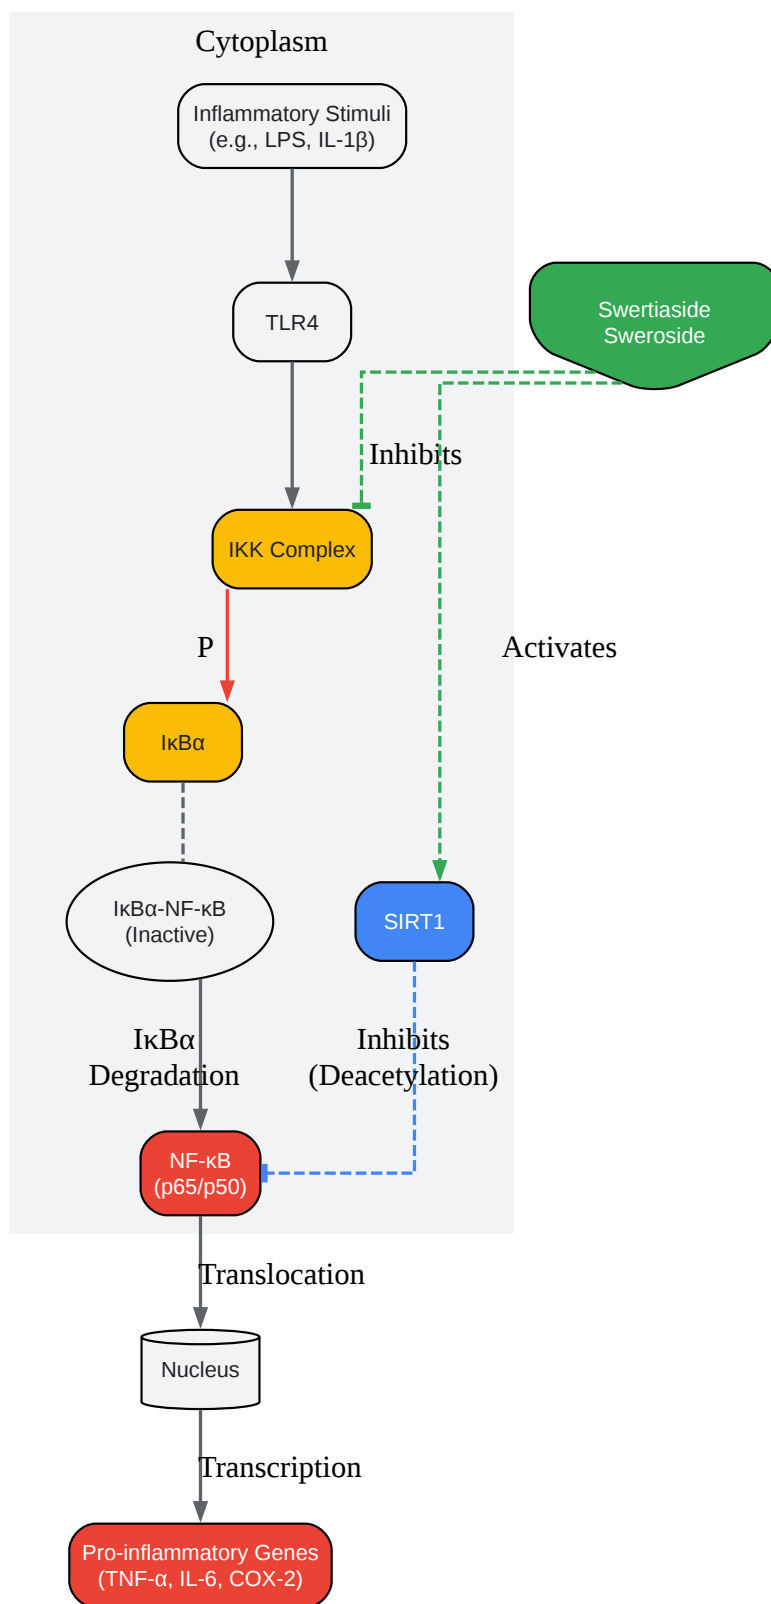 Cytoplasm
Inflammatory Stimuli
(e.g., LPS, IL-1β)
TLR4
Swertiaside
Sweroside
Inhibits
IKK Complex
P
Activates
IκBα
IκBα-NF-κB
(Inactive)
SIRT1
IκBα
Degradation
Inhibits
(Deacetylation)
NF-κB
(p65/p50)
Translocation
Nucleus
Transcription
Pro-inflammatory Genes
(TNF-α, IL-6, COX-2)